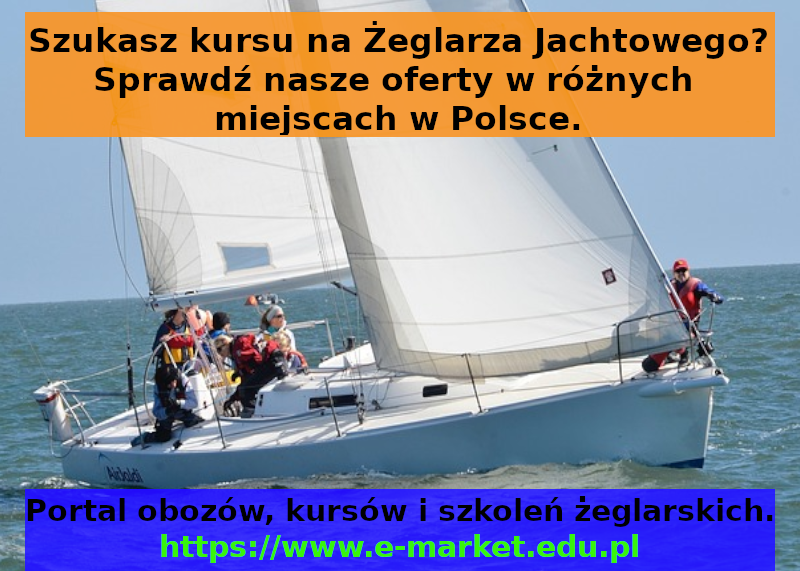 Szukasz kursu na Żeglarza Jachtowego?
Sprawdź nasze oferty w różnych
miejscach w Polsce.
Airdaldi
Portal obozów, kursów i szkoleń żeglarskich.
https://www.e-market.edu.pl